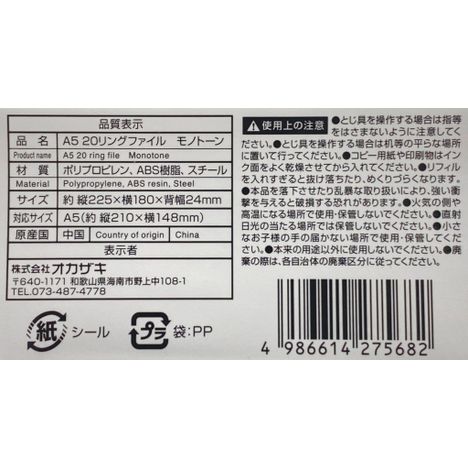 品質表示
品名 A5 20リングファイル モノトーン
Product name A5 20 ring file Monotone
材質 ポリプロピレン、ABS樹脂、スチール
Material Polypropylene, ABS resin, Steel
サイズ 約 縦225×横180×背幅24mm
対応サイズ A5(約 縦210×横148mm)
原産国 中国 Country of origin China
表示者
株式会社オカザキ
〒640-1171 和歌山県海南市野上中108-1
TEL.073-487-4778
紙 シール
プラ 袋:PP
使用上の注意 ●とじ具を操作する場合は指等
をはさまないように注意してく
ださい。●とじ具を操作する場合は机等の平らな場所
に置いて行ってください。●コピー用紙や印刷物はイン
ク面をよく乾燥させてから入れてください。●リフィル
を入れすぎると抜け落ちたり、めくりづらくなります。
●本品を落下させたり乱暴な取り扱いにより、強い衝
撃を与えると破損する恐れがあります。●火気の側や
高温になる場所で使用・保管しないでください。●直射
日光の当たる場所では保管しないでください。●小さ
なお子様の手の届かない場所で使用・保管してくださ
い。●本来の用途以外に使用しないでください。●廃
棄の際は、各自治体の廃棄区分に従ってください。
4 986614 275682